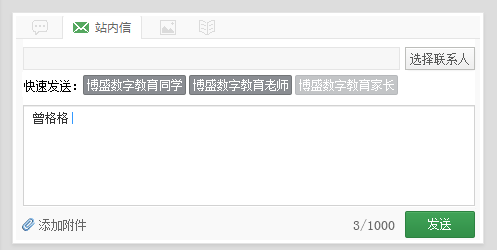 站内信
选择联系人
快速发送： 博盛数字教育同学 博盛数字教育老师 博盛数字教育家长
曾格格
添加附件 3/1000 发送